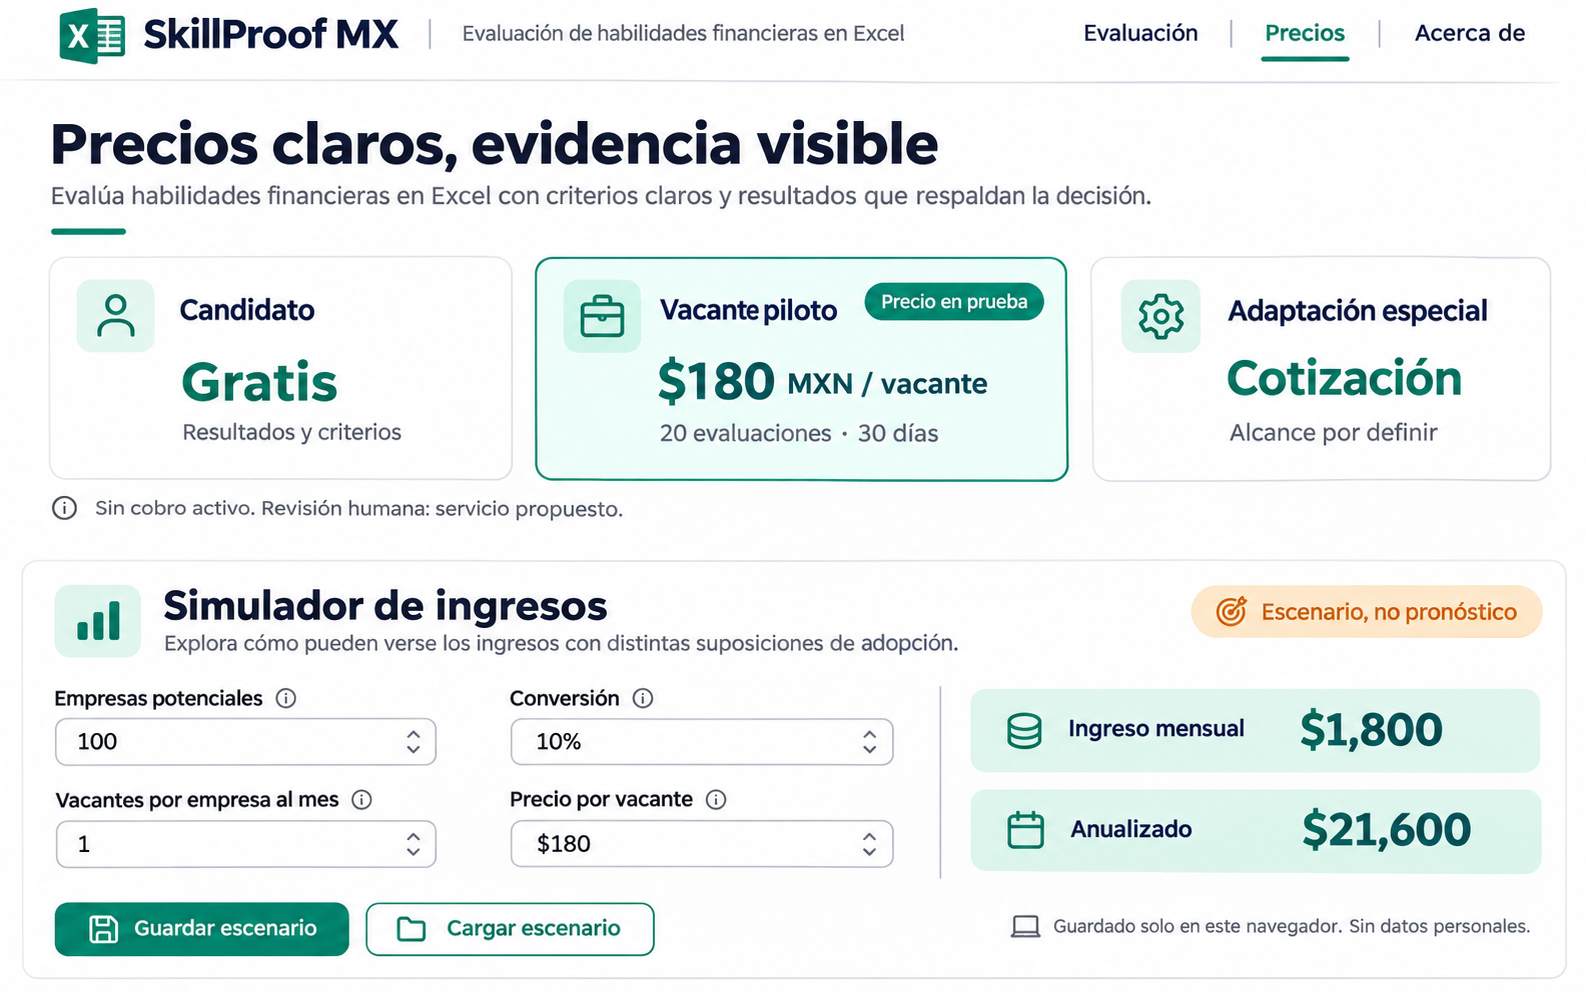 SkillProof MX
Evaluación de habilidades financieras en Excel
Evaluación
Precios
Acerca de
Precios claros, evidencia visible
Evalúa habilidades financieras en Excel con criterios claros y resultados que respaldan la decisión.
Candidato
Gratis
Resultados y criterios
Vacante piloto
Precio en prueba
$180 MXN / vacante
20 evaluaciones · 30 días
Adaptación especial
Cotización
Alcance por definir
Sin cobro activo. Revisión humana: servicio propuesto.
Simulador de ingresos
Explora cómo pueden verse los ingresos con distintas suposiciones de adopción.
Escenario, no pronóstico
Empresas potenciales
100
Conversión
10%
Vacantes por empresa al mes
1
Precio por vacante
$180
Ingreso mensual
$1,800
Anualizado
$21,600
Guardar escenario
Cargar escenario
Guardado solo en este navegador. Sin datos personales.